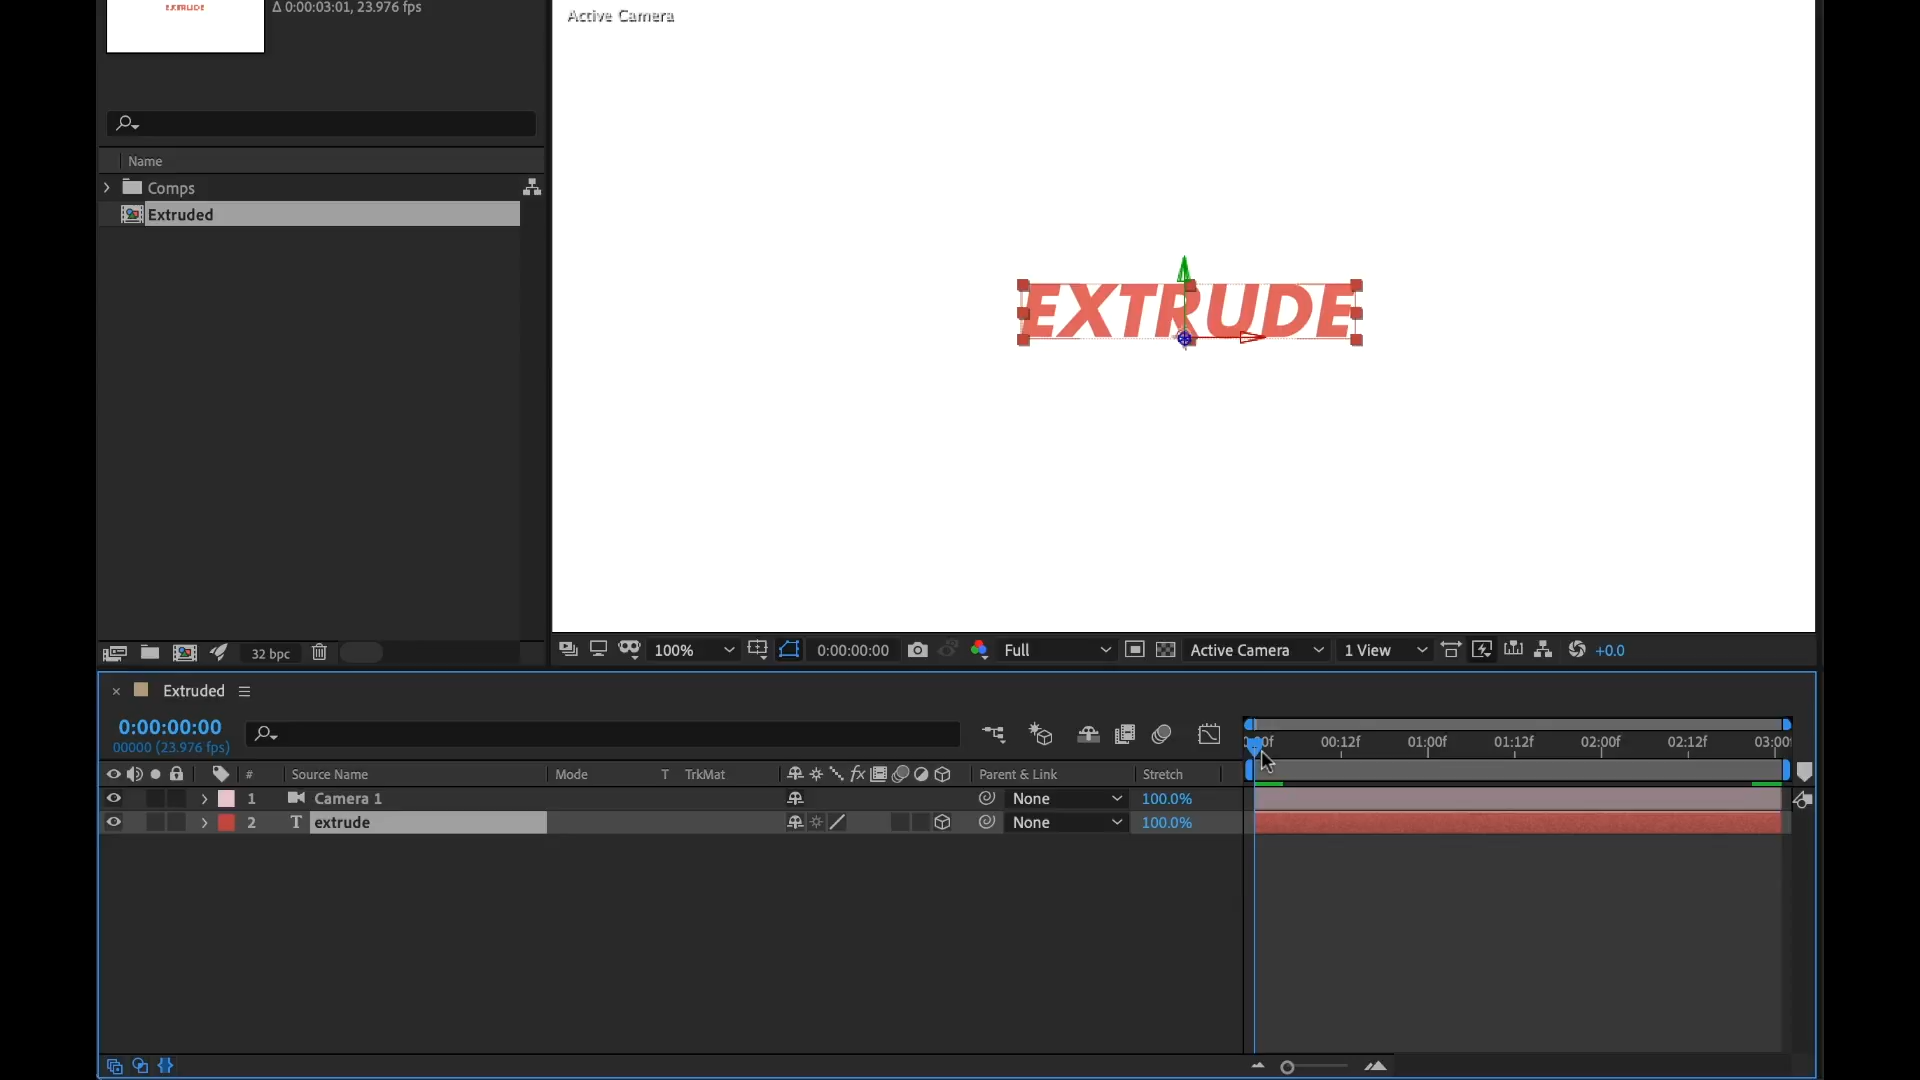 EXTRUDE
Δ 0:00:03:01, 23.976 fps
Active Camera
Name
Comps
Extruded
EXTRUDE
32 bpc
100%
0:00:00:00
Full
Active Camera
1 View
+0.0
Extruded
0:00:00:00
00000 (23.976 fps)
00:12f
01:00f
01:12f
02:00f
02:12f
03:00
#
Source Name
Mode
T
TrkMat
fx
Parent & Link
Stretch
1
Camera 1
None
100.0%
2
T
extrude
None
100.0%